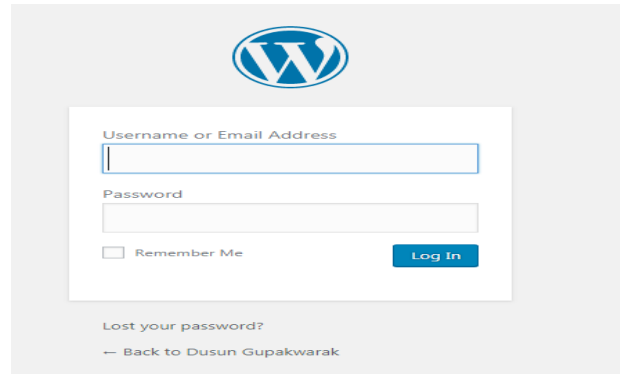 Username or Email Address
Password
Remember Me
Log In
Lost your password?
← Back to Dusun Gupakwarak